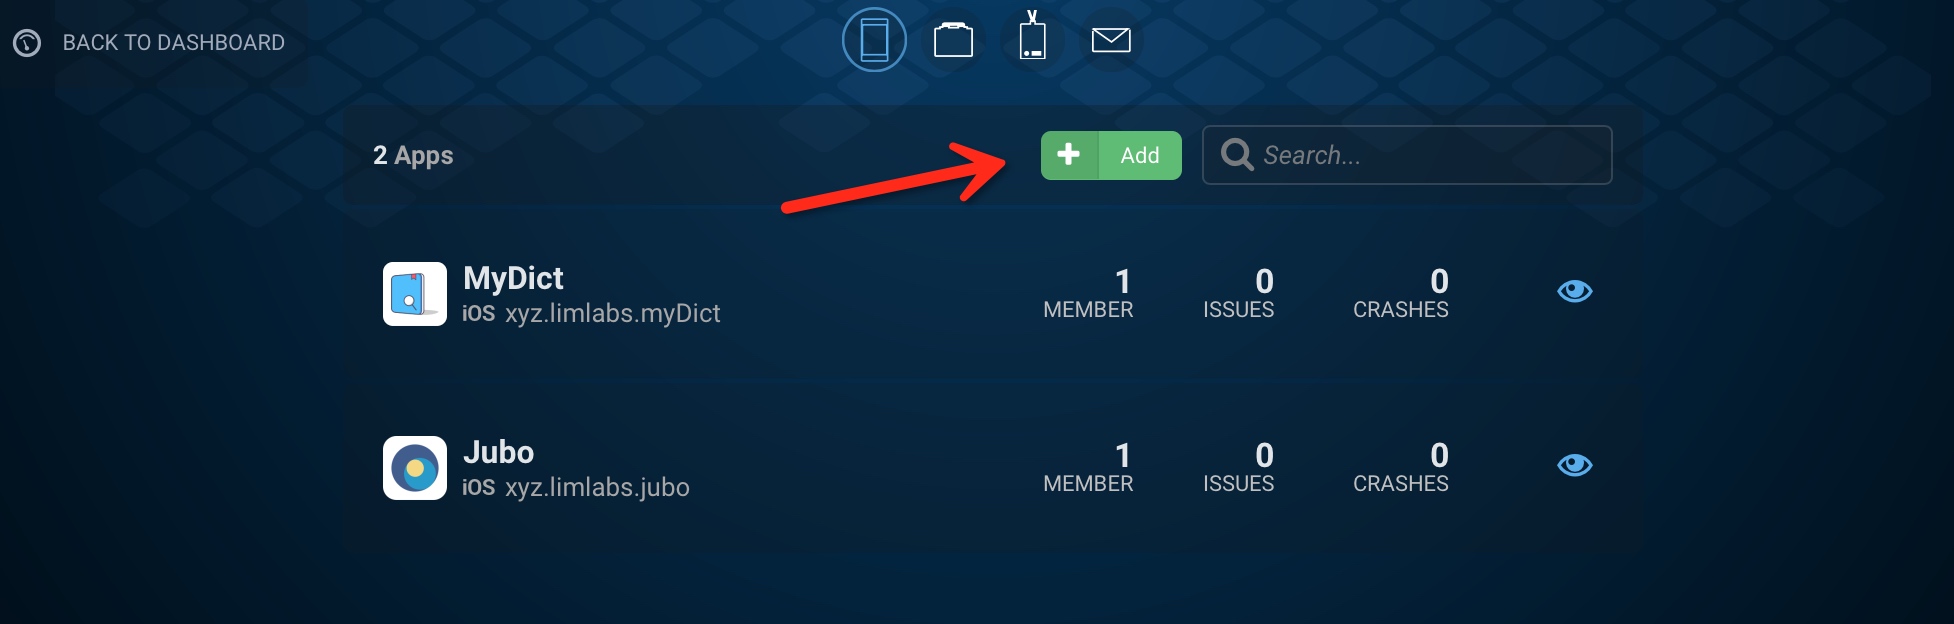 BACK TO DASHBOARD
2 Apps
Add
Search...
MyDict
iOS xyz.limlabs.myDict
1
MEMBER
0
ISSUES
0
CRASHES
Jubo
iOS xyz.limlabs.jubo
1
MEMBER
0
ISSUES
0
CRASHES